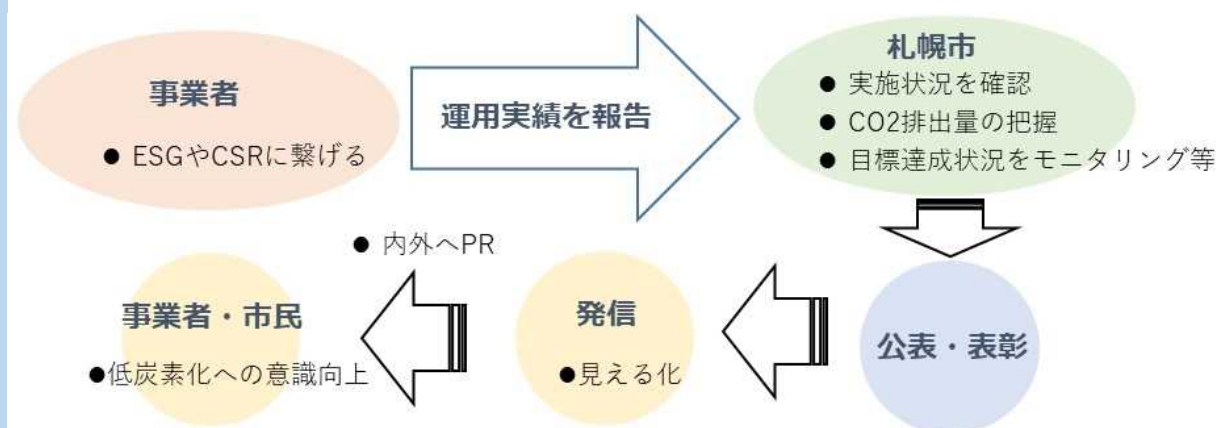 事業者
● ESGやCSRに繋げる
運用実績を報告
札幌市
● 実施状況を確認
● CO2排出量の把握
● 目標達成状況をモニタリング等
公表・表彰
発信
●見える化
● 内外へPR
事業者・市民
●低炭素化への意識向上